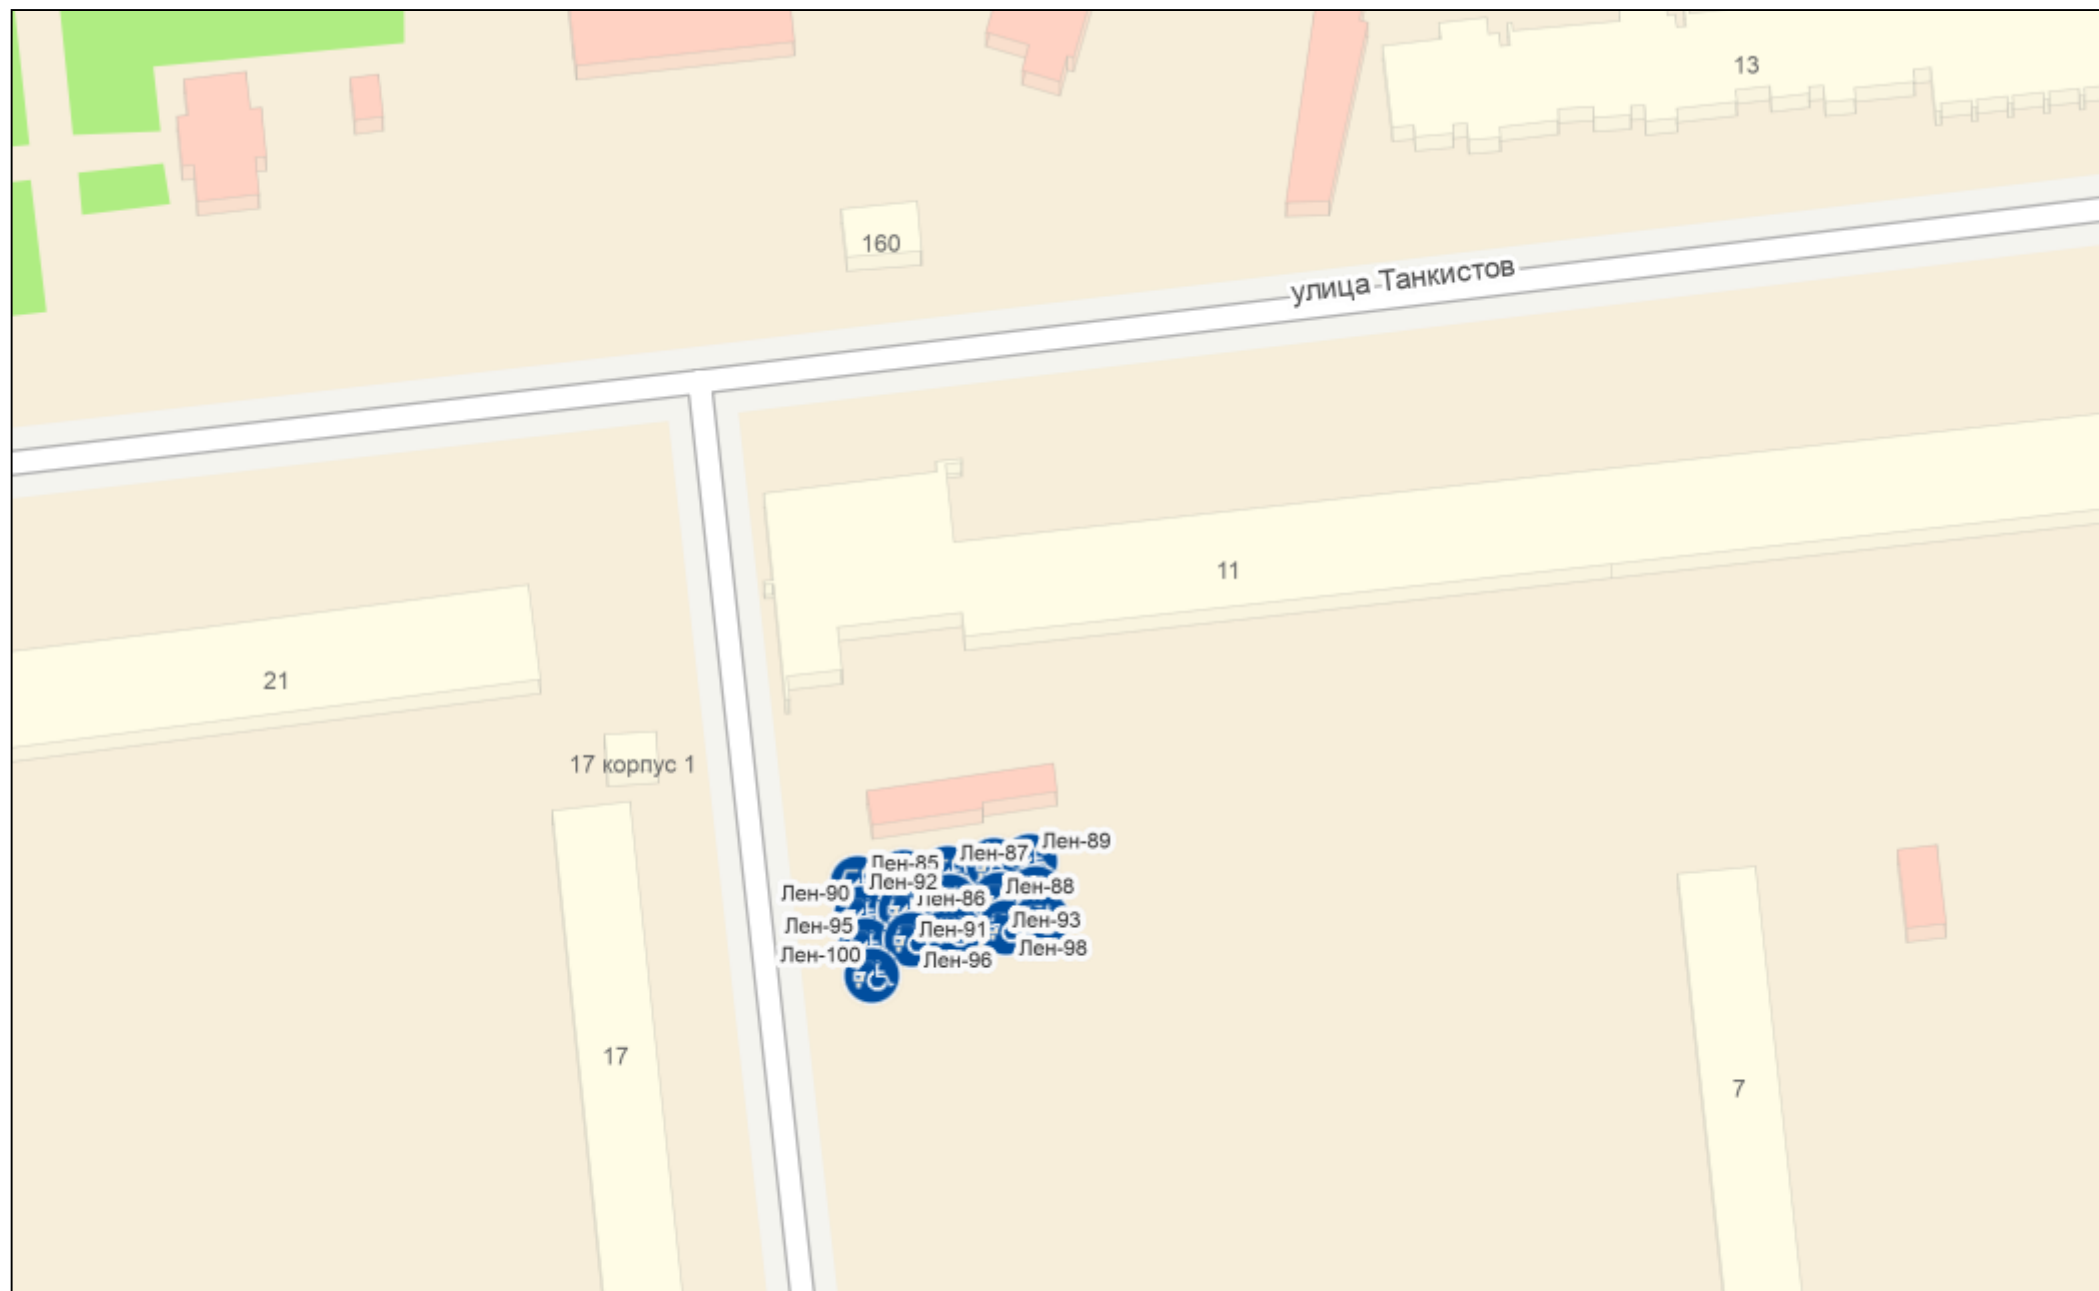 13
160
улица Танкистов
11
21
17 корпус 1
Лен-89
Лен-87
Лен-85
Лен-92
Лен-88
Лен-90
Лен-86
Лен-93
Лен-95
Лен-91
Лен-98
Лен-100
Лен-96
17
7